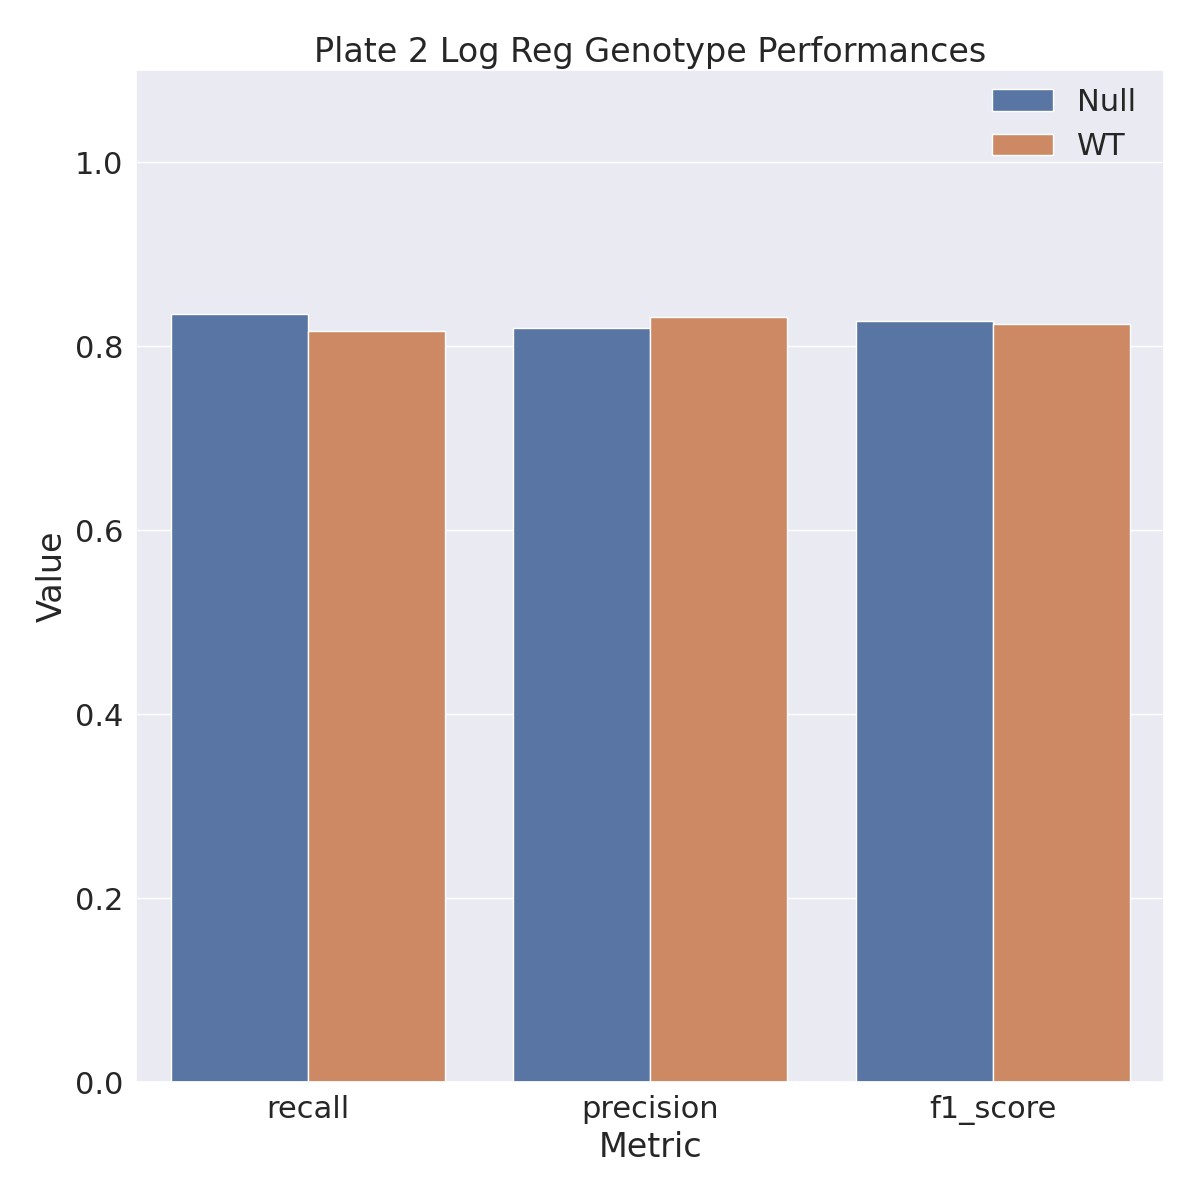 Plate 2 Log Reg Genotype Performances
Null
WT
1.0
0.8
0.6
0.4
0.2
0.0
Value
recall
precision
f1_score
Metric